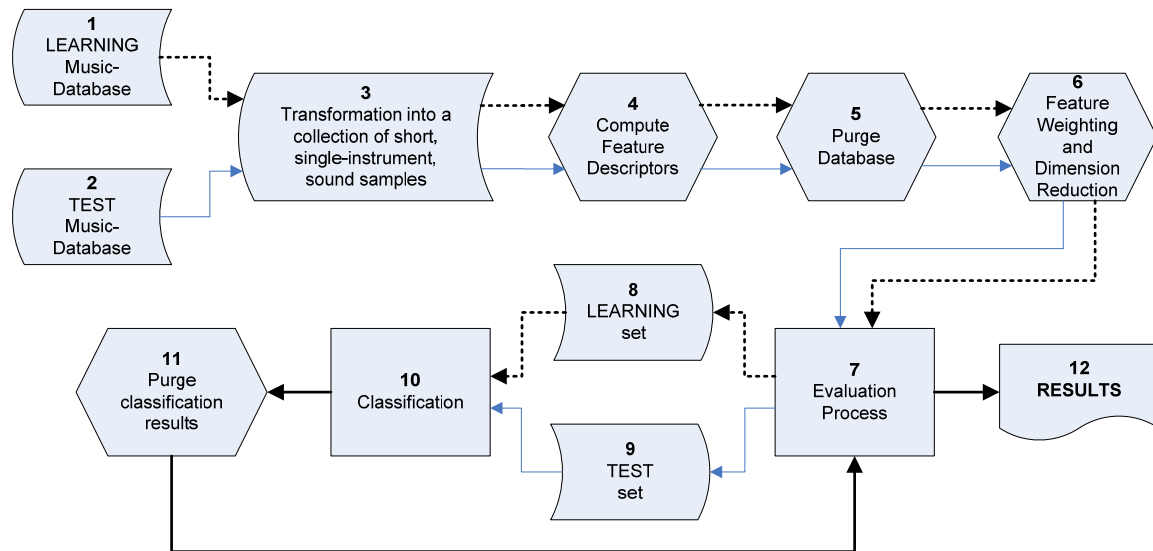 1
LEARNING
Music-
Database
2
TEST
Music-
Database
3
Transformation into a
collection of short,
single-instrument,
sound samples
4
Compute
Feature
Descriptors
5
Purge
Database
6
Feature
Weighting
and
Dimension
Reduction
7
Evaluation
Process
8
LEARNING
set
9
TEST
set
10
Classification
11
Purge
classification
results
12
RESULTS